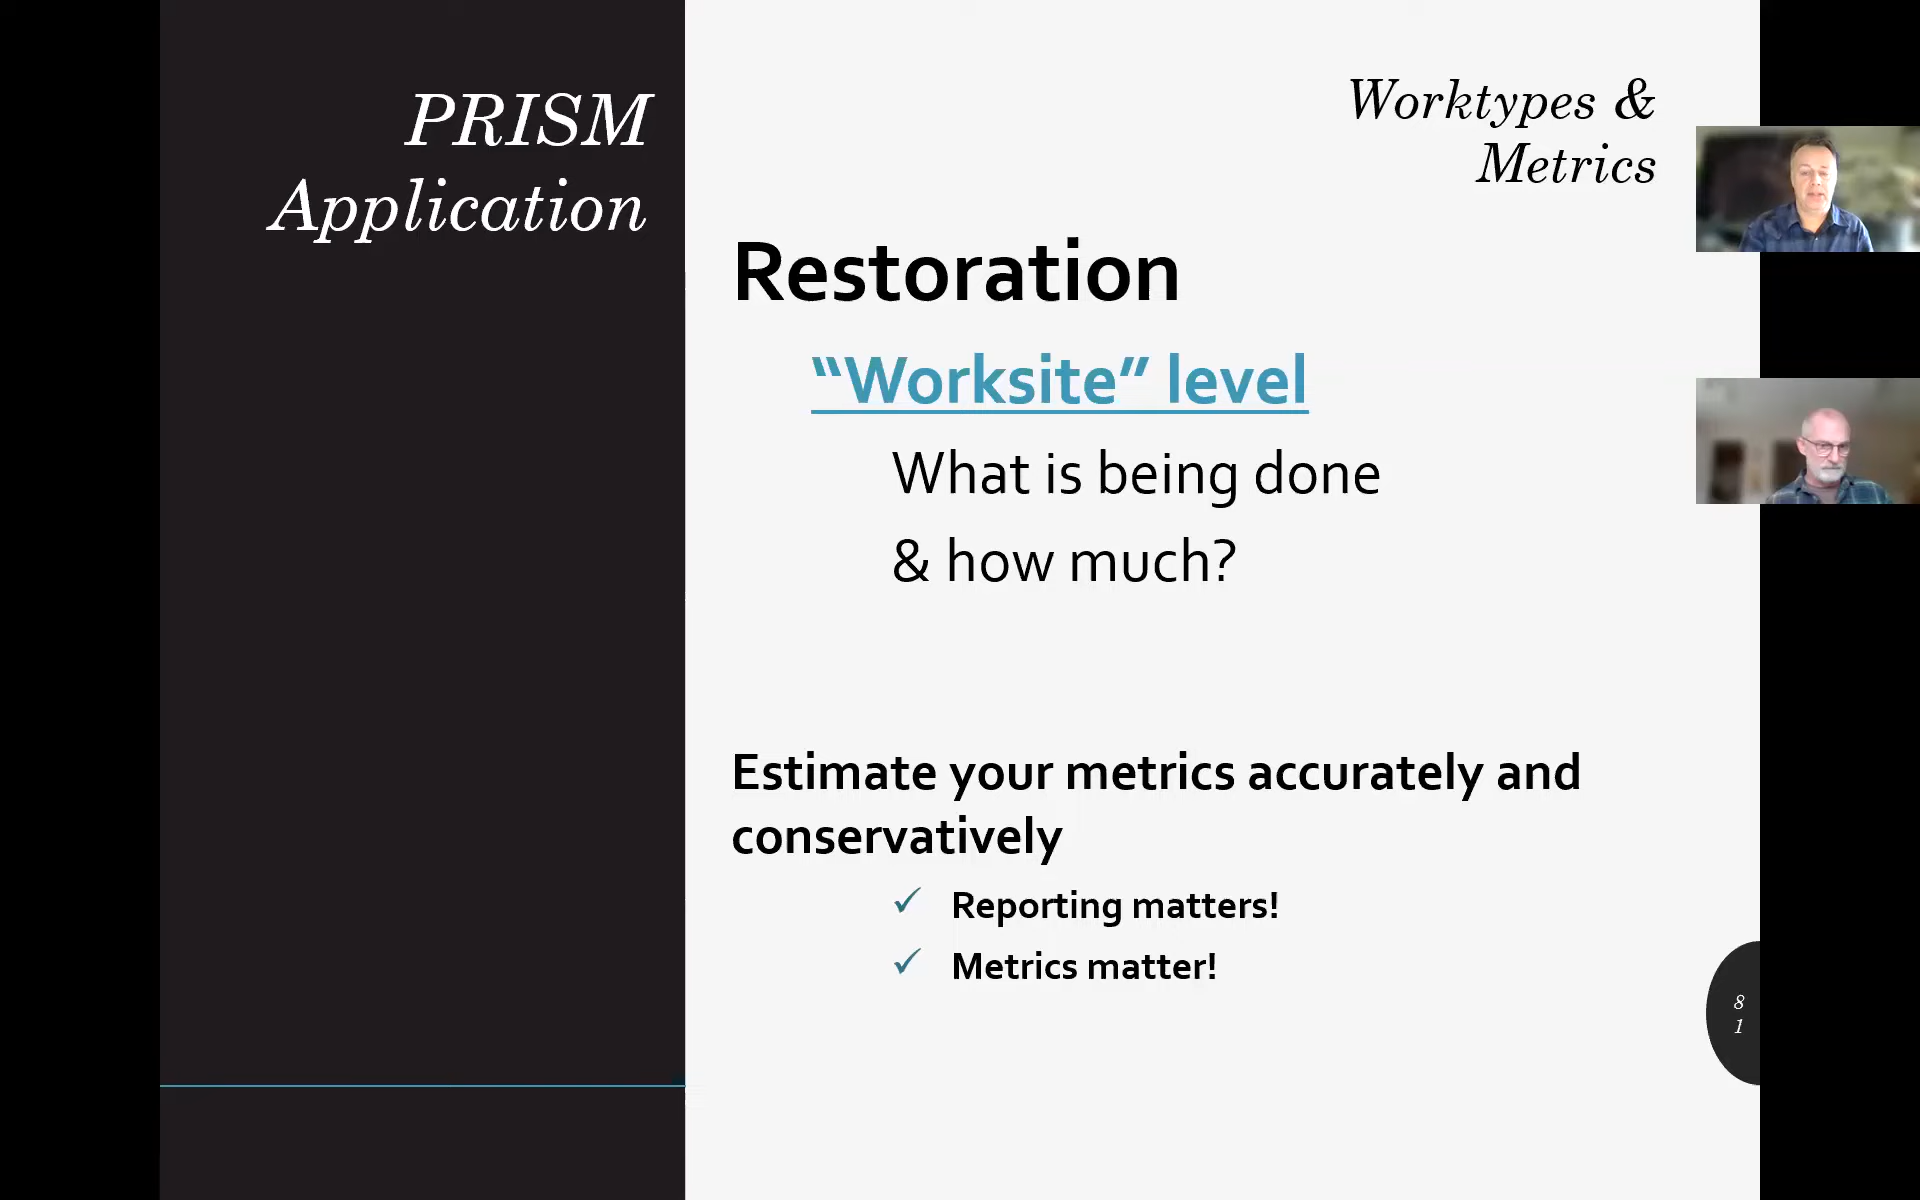 PRISM
Application
Worktypes &
Metrics
Restoration
“Worksite” level
What is being done
& how much?
Estimate your metrics accurately and
conservatively
✓ Reporting matters!
✓ Metrics matter!
8
1